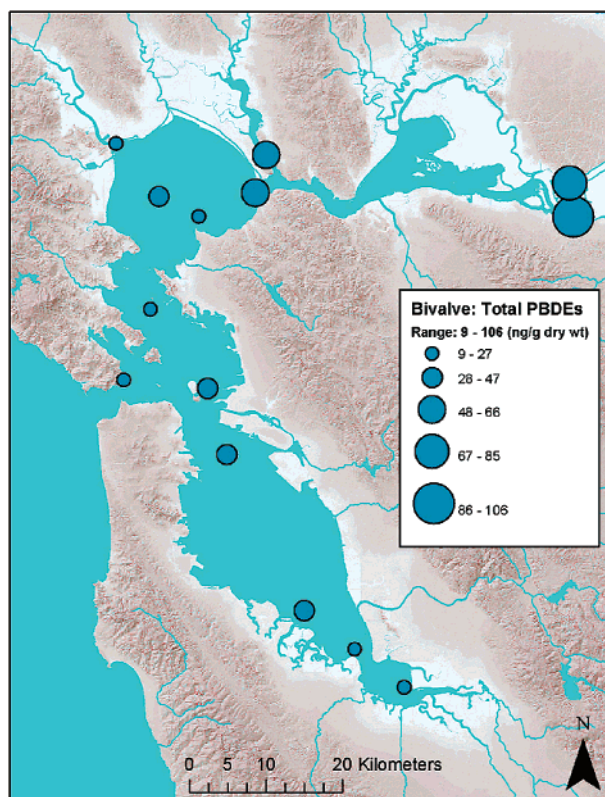 Bivalve: Total PBDEs
Range: 9 - 106 (ng/g dry wt)
9 - 27
28 - 47
48 - 66
67 - 85
86 - 106
N
0 5 10 20 Kilometers